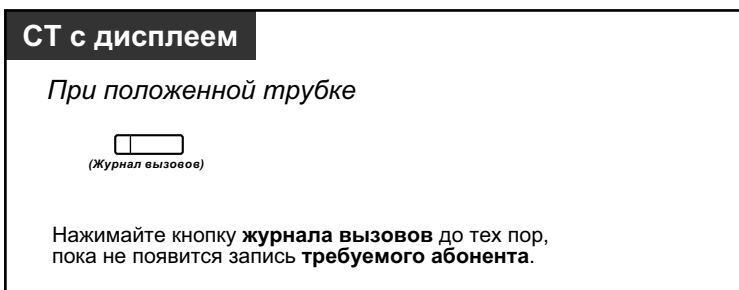 СТ с дисплеем
При положенной трубке
(Журнал вызовов)
Нажимайте кнопку журнала вызовов до тех пор,
пока не появится запись требуемого абонента.